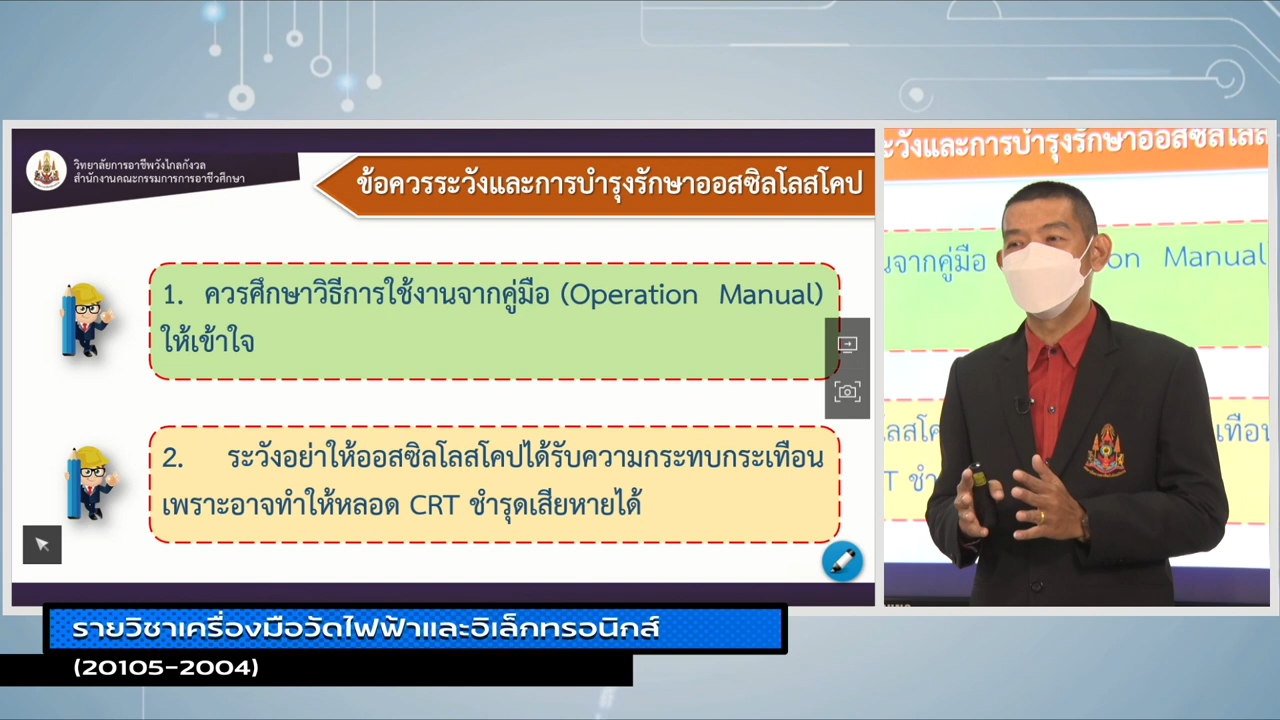 วิทยาลัยการอาชีพวังไกลกังวล
สำนักงานคณะกรรมการการอาชีวศึกษา
ข้อควรระวังและการบำรุงรักษาออสซิลโลสโคป
1. ควรศึกษาวิธีการใช้งานจากคู่มือ (Operation Manual)
ให้เข้าใจ
2. ระวังอย่าให้ออสซิลโลสโคปได้รับความกระทบกระเทือน
เพราะอาจทำให้หลอด CRT ชำรุดเสียหายได้
ะวังและการบำรุงรักษาออสซิลโลส
นจากคู่มือ on Manual
ลสโค เทือน
T ชำ
รายวิชาเครื่องมือวัดไฟฟ้าและอิเล็กทรอนิกส์
(20105-2004)